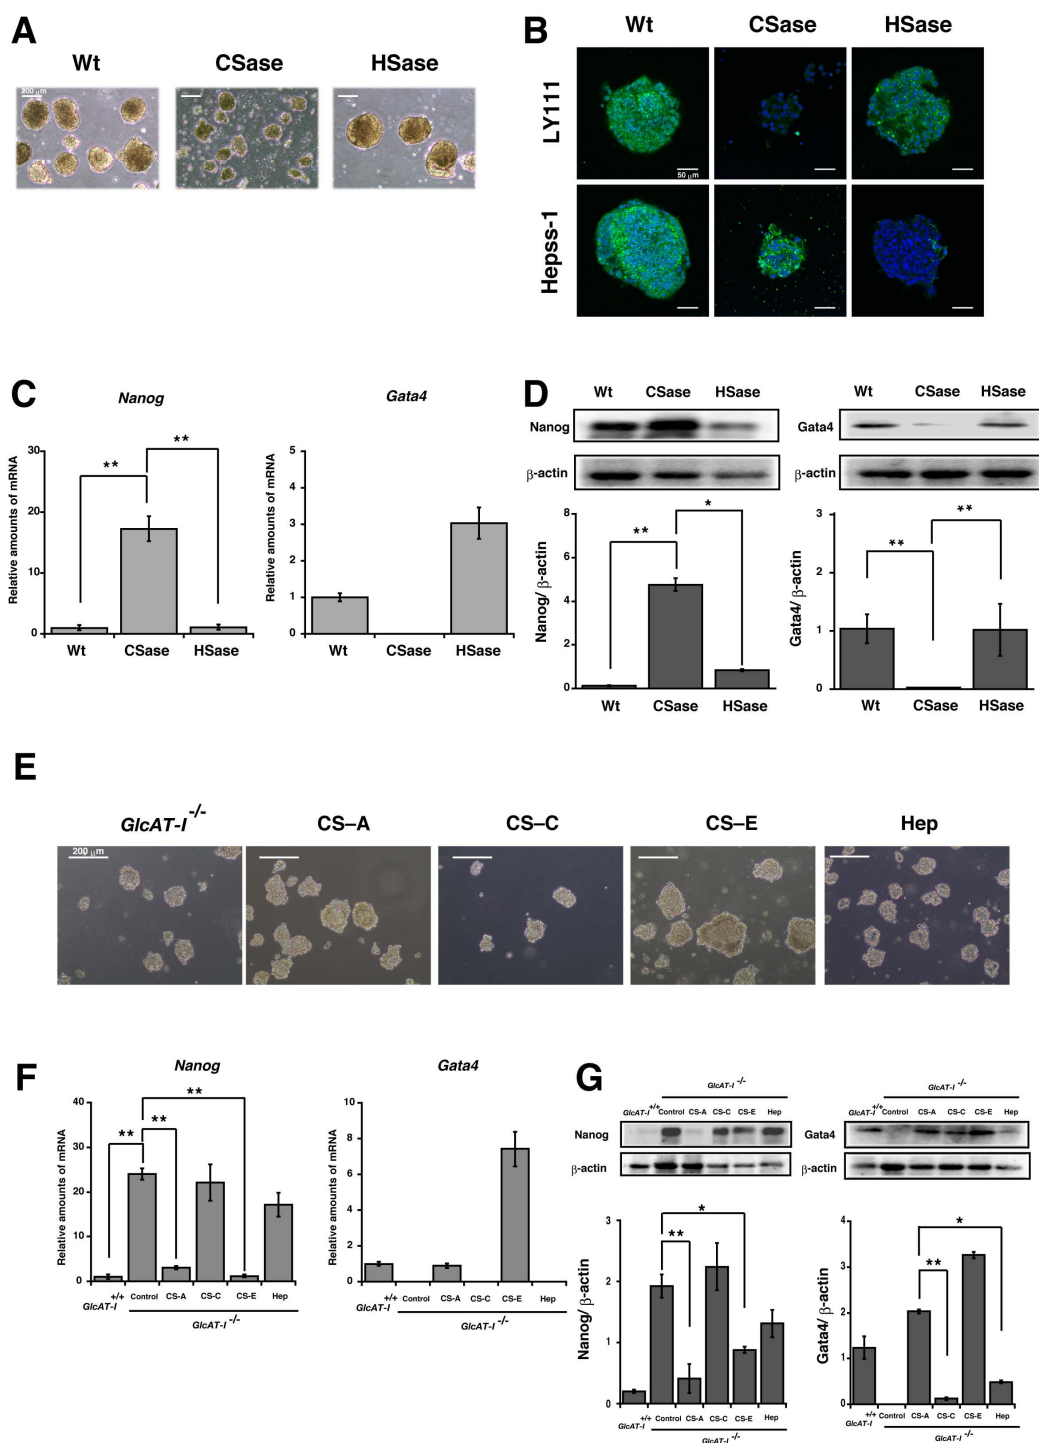 A
Wt CSase HSase
200 μm
B
Wt CSase HSase
LY111
50 μm
Hepss-1
C
Nanog
Relative amounts of mRNA
30
20
10
0
** **
Wt CSase HSase
Gata4
Relative amounts of mRNA
5
4
3
2
1
0
Wt CSase HSase
D
Wt CSase HSase
Nanog
β-actin
Nanog/ β-actin
8
6
4
2
0
** *
Wt CSase HSase
Wt CSase HSase
Gata4
β-actin
Gata4/ β-actin
3
2
1
0
** **
Wt CSase HSase
E
GlcAT-I -/- CS–A CS–C CS–E Hep
200 μm
F
Nanog
Relative amounts of mRNA
40
30
20
10
0
** ** **
+/+ Control CS-A CS-C CS-E Hep
GlcAT-I
GlcAT-I -/-
Gata4
Relative amounts of mRNA
10
8
6
4
2
0
+/+ Control CS-A CS-C CS-E Hep
GlcAT-I
GlcAT-I -/-
G
GlcAT-I -/-
GlcAT-I +/+ Control CS-A CS-C CS-E Hep
Nanog
β-actin
Nanog/ β-actin
3
2
1
0
** *
+/+ Control CS-A CS-C CS-E Hep
GlcAT-I
GlcAT-I -/-
GlcAT-I -/-
GlcAT-I +/+ Control CS-A CS-C CS-E Hep
Gata4
β-actin
Gata4/ β-actin
4
3
2
1
0
** *
+/+ Control CS-A CS-C CS-E Hep
GlcAT-I
GlcAT-I -/-